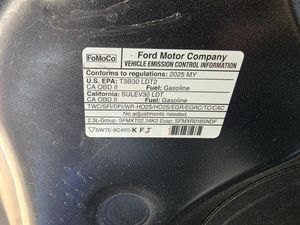 FoMoCo
Ford Motor Company
VEHICLE EMISSION CONTROL INFORMATION
Conforms to regulations: 2025 MY
U.S. EPA: T3B30 LDT2
CA OBD II Fuel: Gasoline
California: SULEV30 LDT
CA OBD II Fuel: Gasoline
TWC/SFI/DFI/WR-HO2S/HO2S/EGR/EGRC/TC/CAC
No adjustments needed.
2.3L-Group: SFMXT02.34K2 Evap: SFMXR0185NDF
SW7E-9C485-K F J